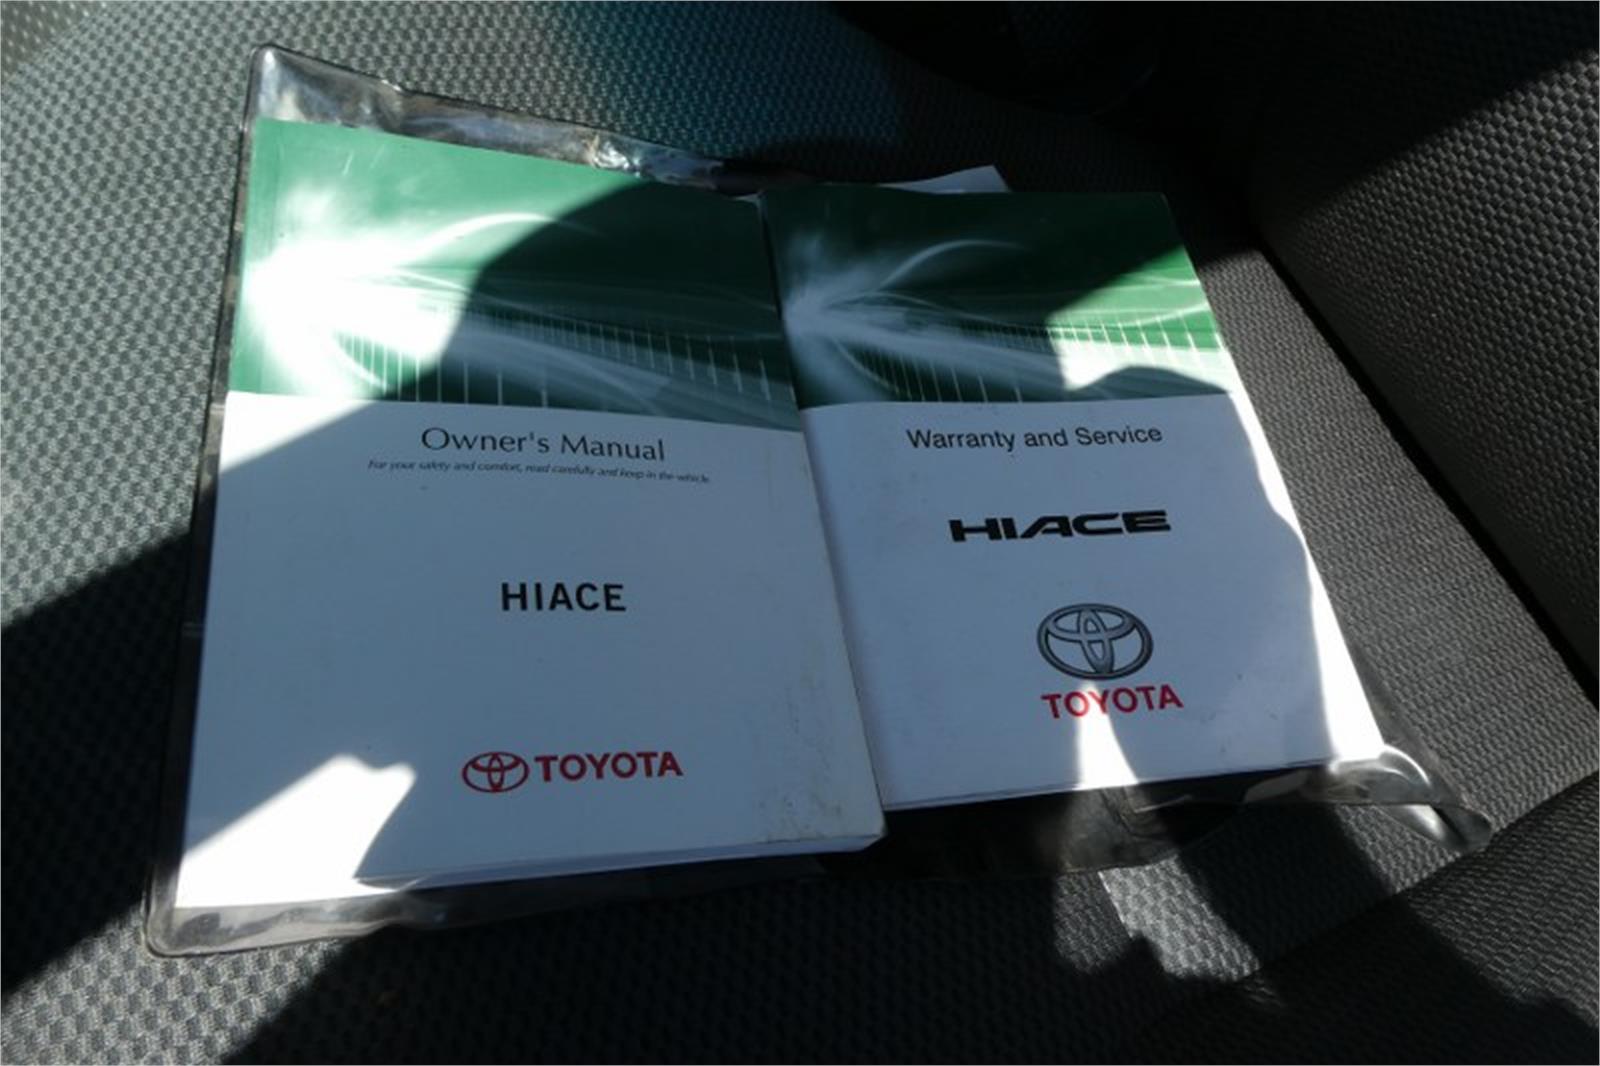 Owner's Manual
For your safety and comfort, read carefully and keep in the vehicle.
HIACE
TOYOTA
Warranty and Service
HIACE
TOYOTA